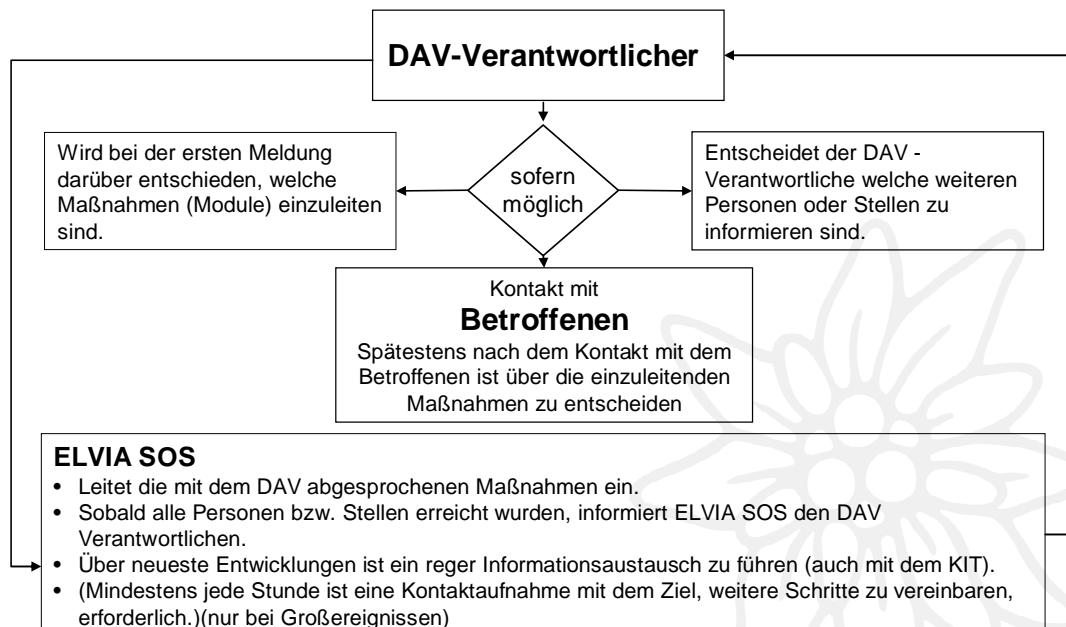 DAV-Verantwortlicher
Wird bei der ersten Meldung
darüber entschieden, welche
Maßnahmen (Module) einzuleiten
sind.
sofern
möglich
Entscheidet der DAV -
Verantwortliche welche weiteren
Personen oder Stellen zu
informieren sind.
Kontakt mit
Betroffenen
Spätestens nach dem Kontakt mit dem
Betroffenen ist über die einzuleitenden
Maßnahmen zu entscheiden
ELVIA SOS
• Leitet die mit dem DAV abgesprochenen Maßnahmen ein.
• Sobald alle Personen bzw. Stellen erreicht wurden, informiert ELVIA SOS den DAV
Verantwortlichen.
• Über neueste Entwicklungen ist ein reger Informationsaustausch zu führen (auch mit dem KIT).
• (Mindestens jede Stunde ist eine Kontaktaufnahme mit dem Ziel, weitere Schritte zu vereinbaren,
erforderlich.)(nur bei Großereignissen)